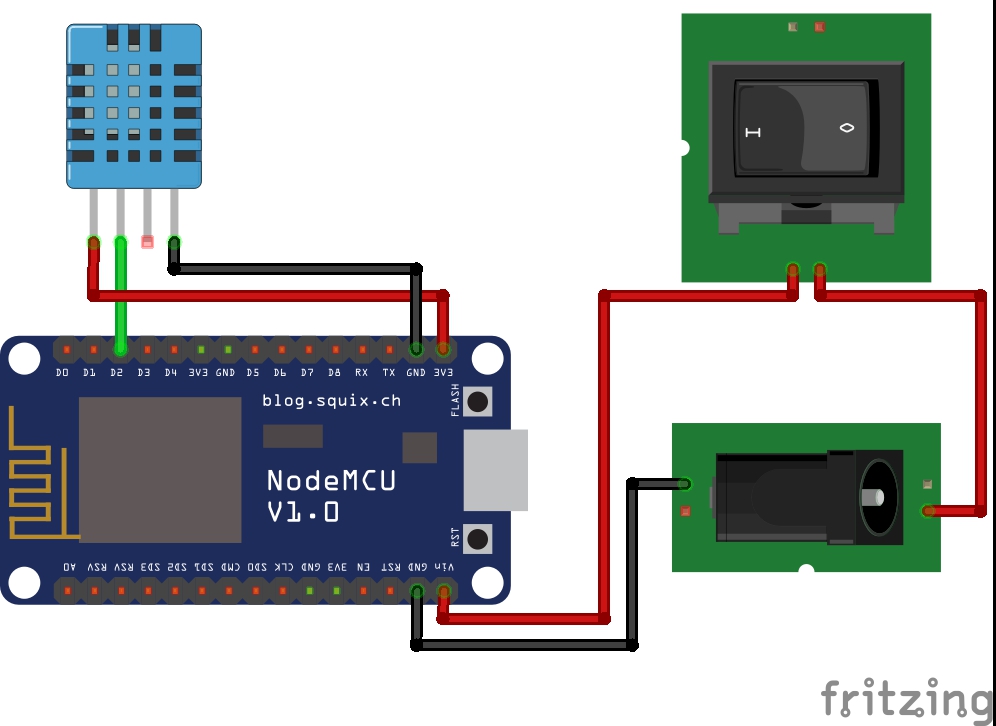 I O
D0 D1 D2 D3 D4 3V3 GND D5 D6 D7 D8 RX TX GND 3V3
blog.squix.ch
FLASH
NodeMCU
V1.0
RST
A0 RSV RSV SD3 SD2 SD1 CMD SD0 CLK GND 3V3 EN RST GND Vin
fritzing